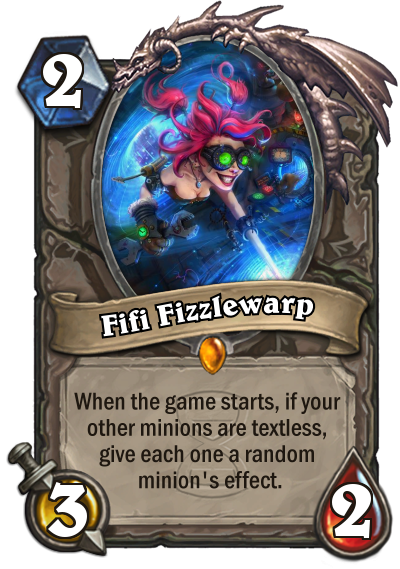 2
Fifi Fizzlewarp
When the game starts, if your
other minions are textless,
give each one a random
minion's effect.
3
2